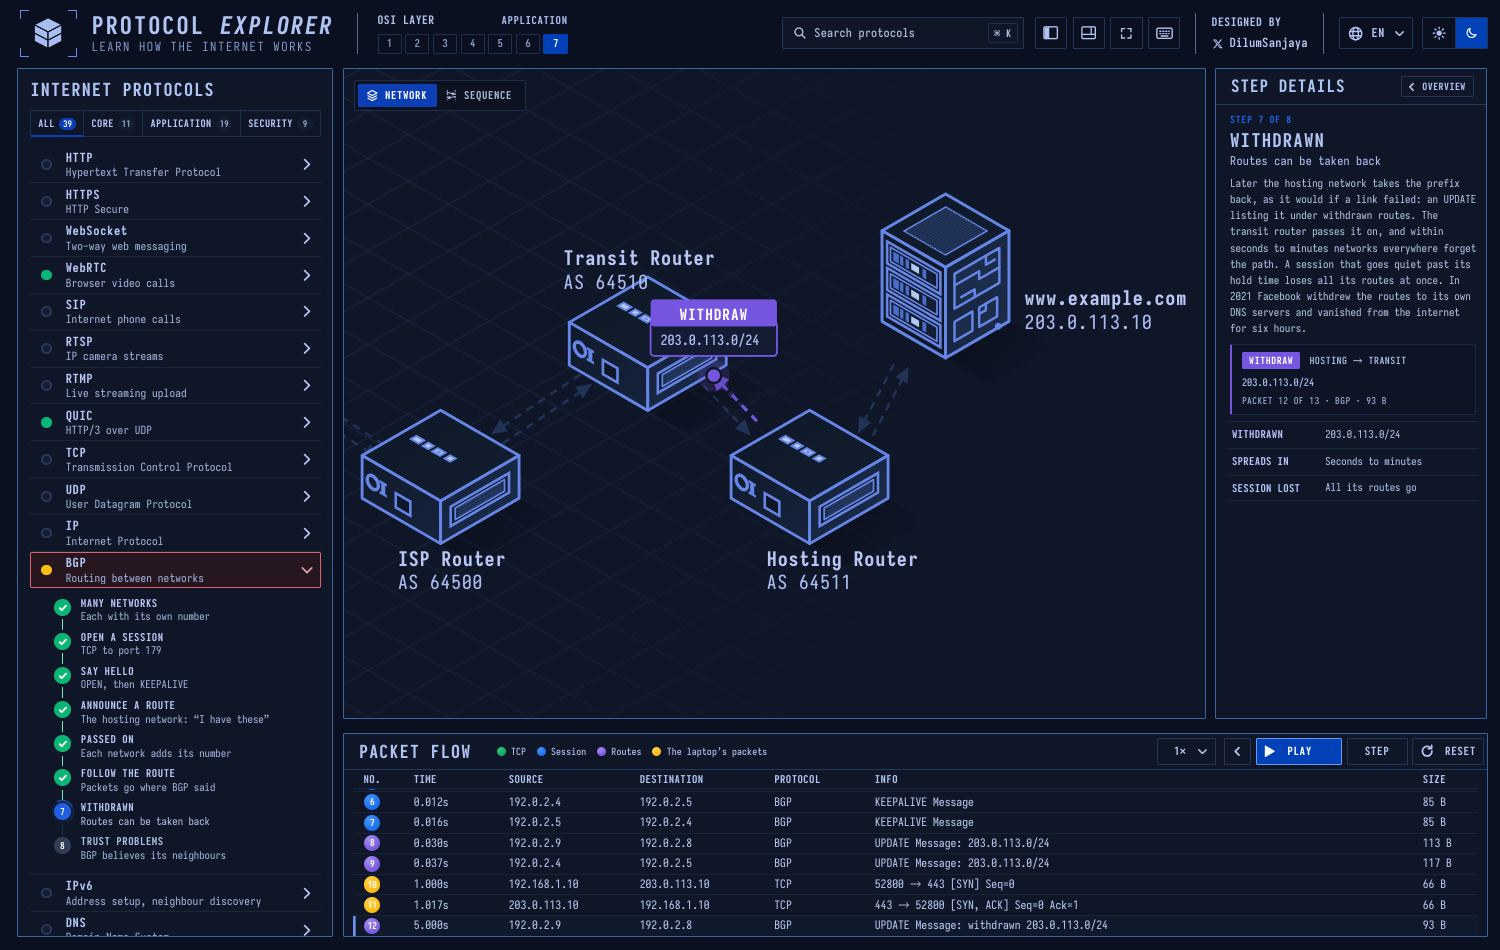 PROTOCOL EXPLORER
LEARN HOW THE INTERNET WORKS
OSI LAYER APPLICATION
1 2 3 4 5 6 7
Search protocols ⌘ K
DESIGNED BY
DilumSanjaya
EN
INTERNET PROTOCOLS
ALL 39 CORE 11 APPLICATION 19 SECURITY 9
HTTP
Hypertext Transfer Protocol
HTTPS
HTTP Secure
WebSocket
Two-way web messaging
WebRTC
Browser video calls
SIP
Internet phone calls
RTSP
IP camera streams
RTMP
Live streaming upload
QUIC
HTTP/3 over UDP
TCP
Transmission Control Protocol
UDP
User Datagram Protocol
IP
Internet Protocol
BGP
Routing between networks
MANY NETWORKS
Each with its own number
OPEN A SESSION
TCP to port 179
SAY HELLO
OPEN, then KEEPALIVE
ANNOUNCE A ROUTE
The hosting network: “I have these”
PASSED ON
Each network adds its number
FOLLOW THE ROUTE
Packets go where BGP said
7 WITHDRAWN
Routes can be taken back
8 TRUST PROBLEMS
BGP believes its neighbours
IPv6
Address setup, neighbour discovery
DNS
Domain Name System
NETWORK SEQUENCE
Transit Router
AS 64510
WITHDRAW
203.0.113.0/24
www.example.com
203.0.113.10
ISP Router
AS 64500
Hosting Router
AS 64511
STEP DETAILS
OVERVIEW
STEP 7 OF 8
WITHDRAWN
Routes can be taken back
Later the hosting network takes the prefix
back, as it would if a link failed: an UPDATE
listing it under withdrawn routes. The
transit router passes it on, and within
seconds to minutes networks everywhere forget
the path. A session that goes quiet past its
hold time loses all its routes at once. In
2021 Facebook withdrew the routes to its own
DNS servers and vanished from the internet
for six hours.
WITHDRAW HOSTING → TRANSIT
203.0.113.0/24
PACKET 12 OF 13 · BGP · 93 B
WITHDRAWN 203.0.113.0/24
SPREADS IN Seconds to minutes
SESSION LOST All its routes go
PACKET FLOW TCP Session Routes The laptop’s packets
1× PLAY STEP RESET
NO. TIME SOURCE DESTINATION PROTOCOL INFO SIZE
6 0.012s 192.0.2.4 192.0.2.5 BGP KEEPALIVE Message 85 B
7 0.016s 192.0.2.5 192.0.2.4 BGP KEEPALIVE Message 85 B
8 0.030s 192.0.2.9 192.0.2.8 BGP UPDATE Message: 203.0.113.0/24 113 B
9 0.037s 192.0.2.4 192.0.2.5 BGP UPDATE Message: 203.0.113.0/24 117 B
10 1.000s 192.168.1.10 203.0.113.10 TCP 52800 → 443 [SYN] Seq=0 66 B
11 1.017s 203.0.113.10 192.168.1.10 TCP 443 → 52800 [SYN, ACK] Seq=0 Ack=1 66 B
12 5.000s 192.0.2.9 192.0.2.8 BGP UPDATE Message: withdrawn 203.0.113.0/24 93 B